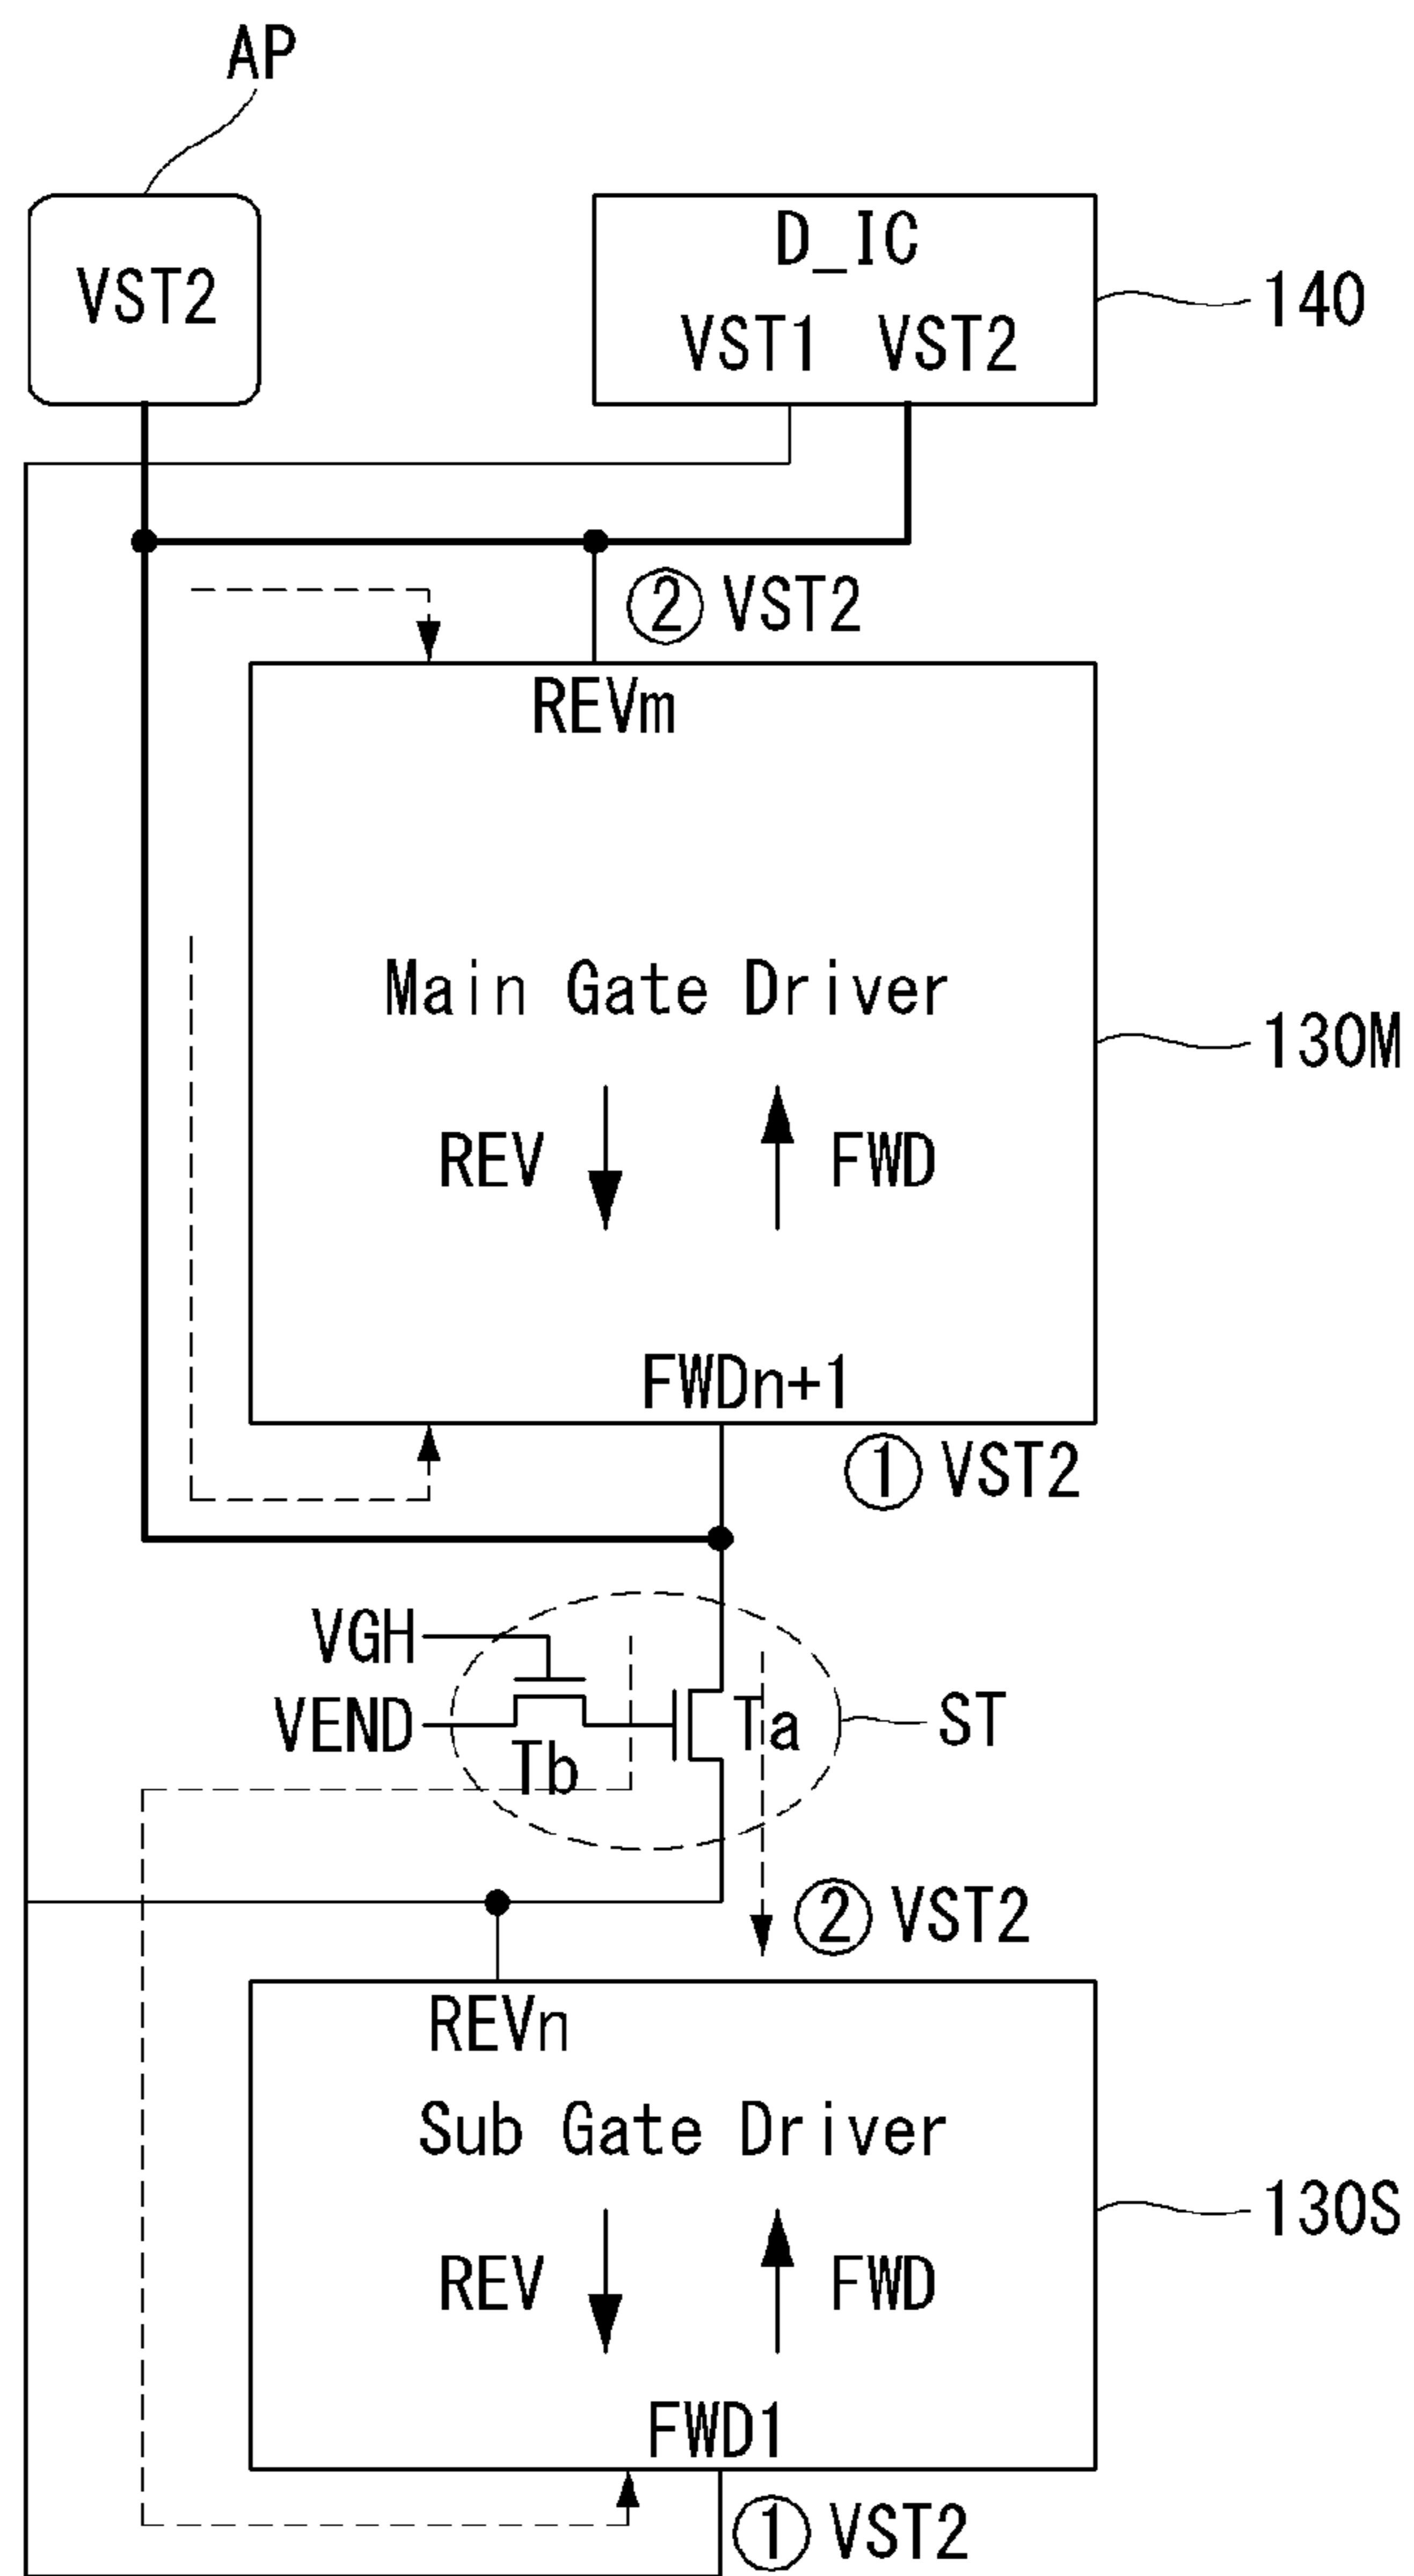 AP
VST2
D_IC
VST1 VST2
140
② VST2
REVm
Main Gate Driver
130M
REV FWD
FWDn+1
① VST2
VGH
VEND
Tb
Ta
ST
② VST2
REVn
Sub Gate Driver
130S
REV FWD
FWD1
① VST2